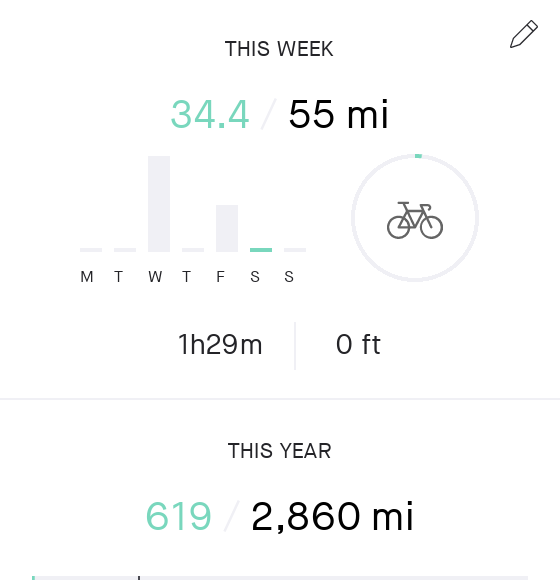 THIS WEEK
34.4 / 55 mi
M T W T F S S
1h29m 0 ft
THIS YEAR
619 / 2,860 mi